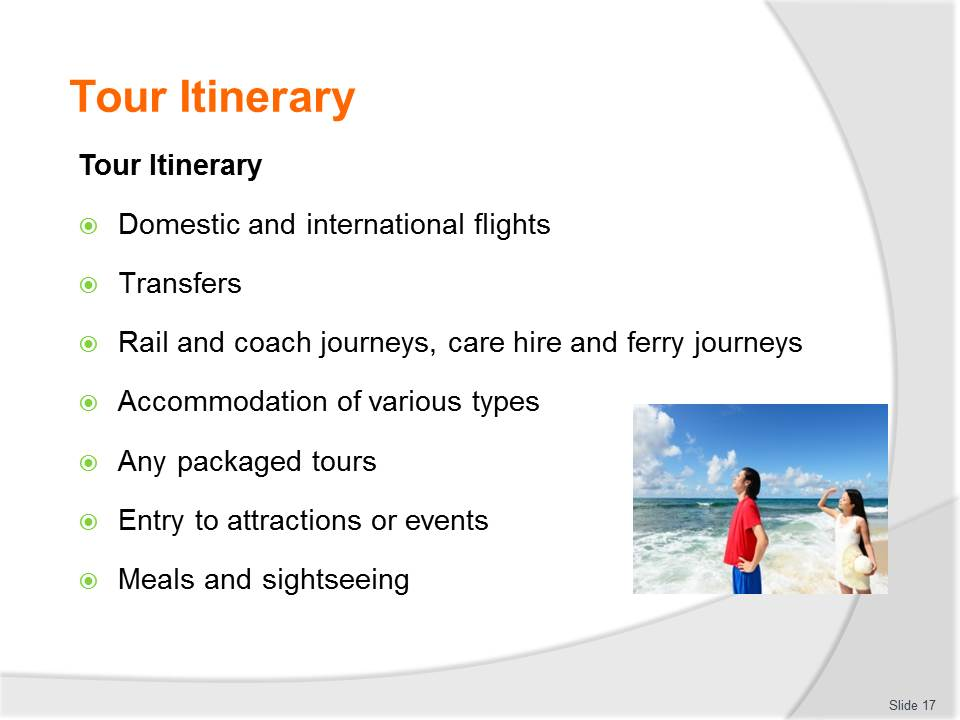 Tour Itinerary
Tour Itinerary
Domestic and international flights
Transfers
Rail and coach journeys, care hire and ferry journeys
Accommodation of various types
Any packaged tours
Entry to attractions or events
Meals and sightseeing
Slide 17